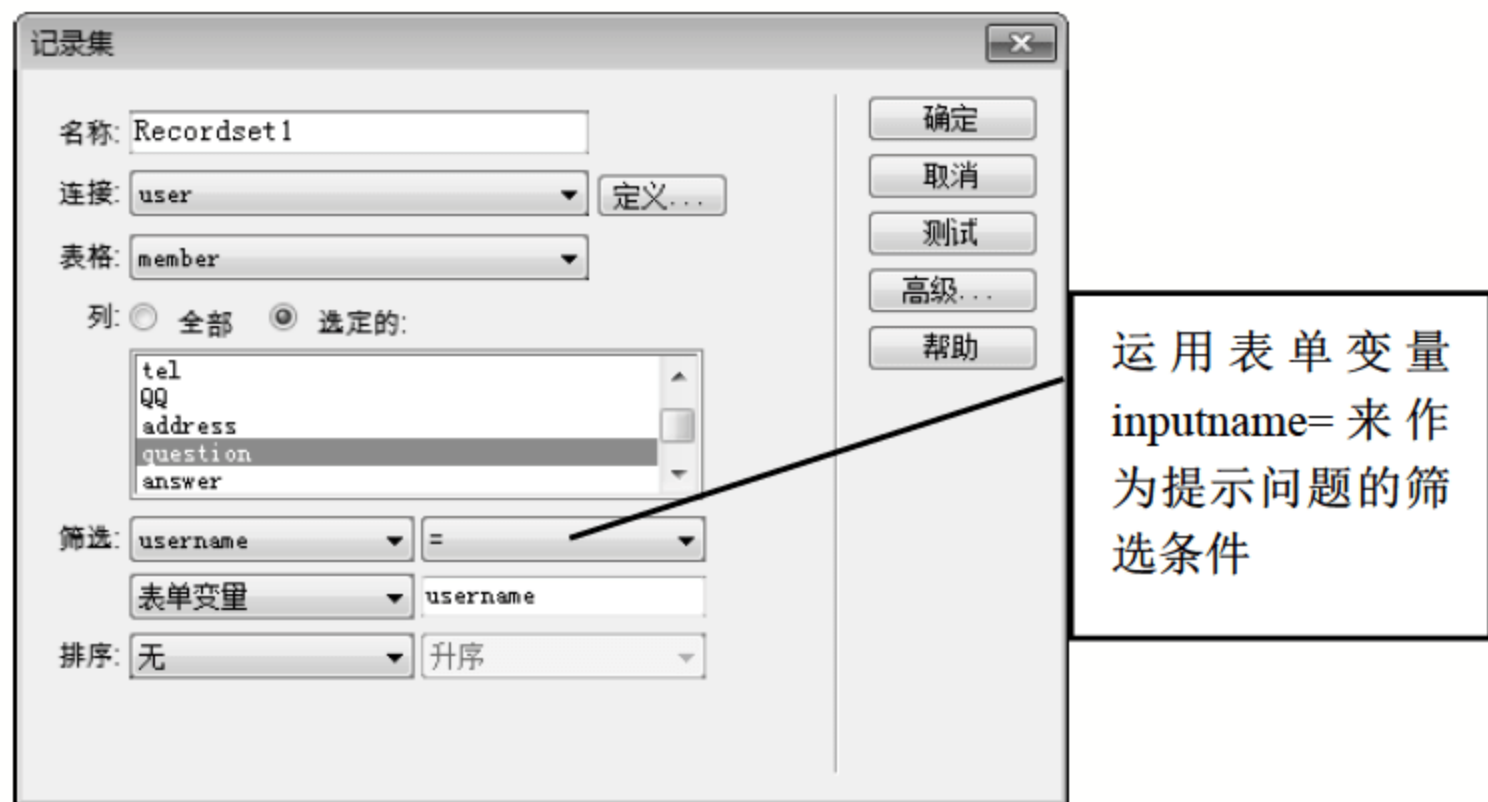 记录集
名称: Recordset1
连接: user 定义...
表格: member
列: 全部 选定的:
tel
QQ
address
question
answer
筛选: username =
表单变量 username
排序: 无 升序
确定
取消
测试
高级...
帮助
运用表单变量
inputname=来作
为提示问题的筛
选条件